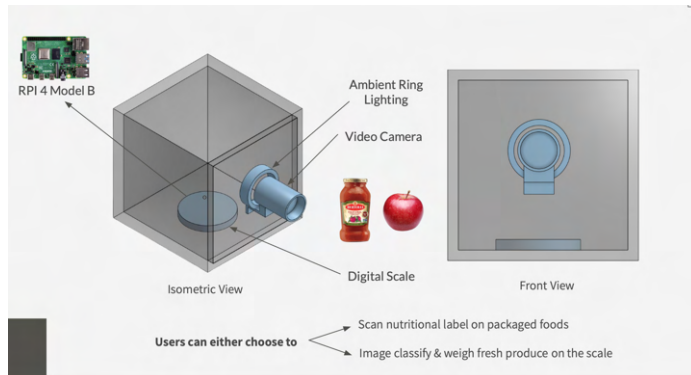 RPI 4 Model B
Ambient Ring
Lighting
Video Camera
Digital Scale
Isometric View
Front View
Users can either choose to
Scan nutritional label on packaged foods
Image classify & weigh fresh produce on the scale